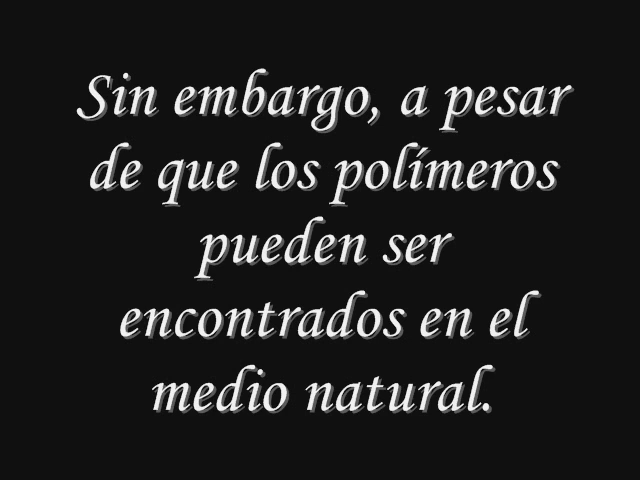 Sin embargo, a pesar
de que los polímeros
pueden ser
encontrados en el
medio natural.